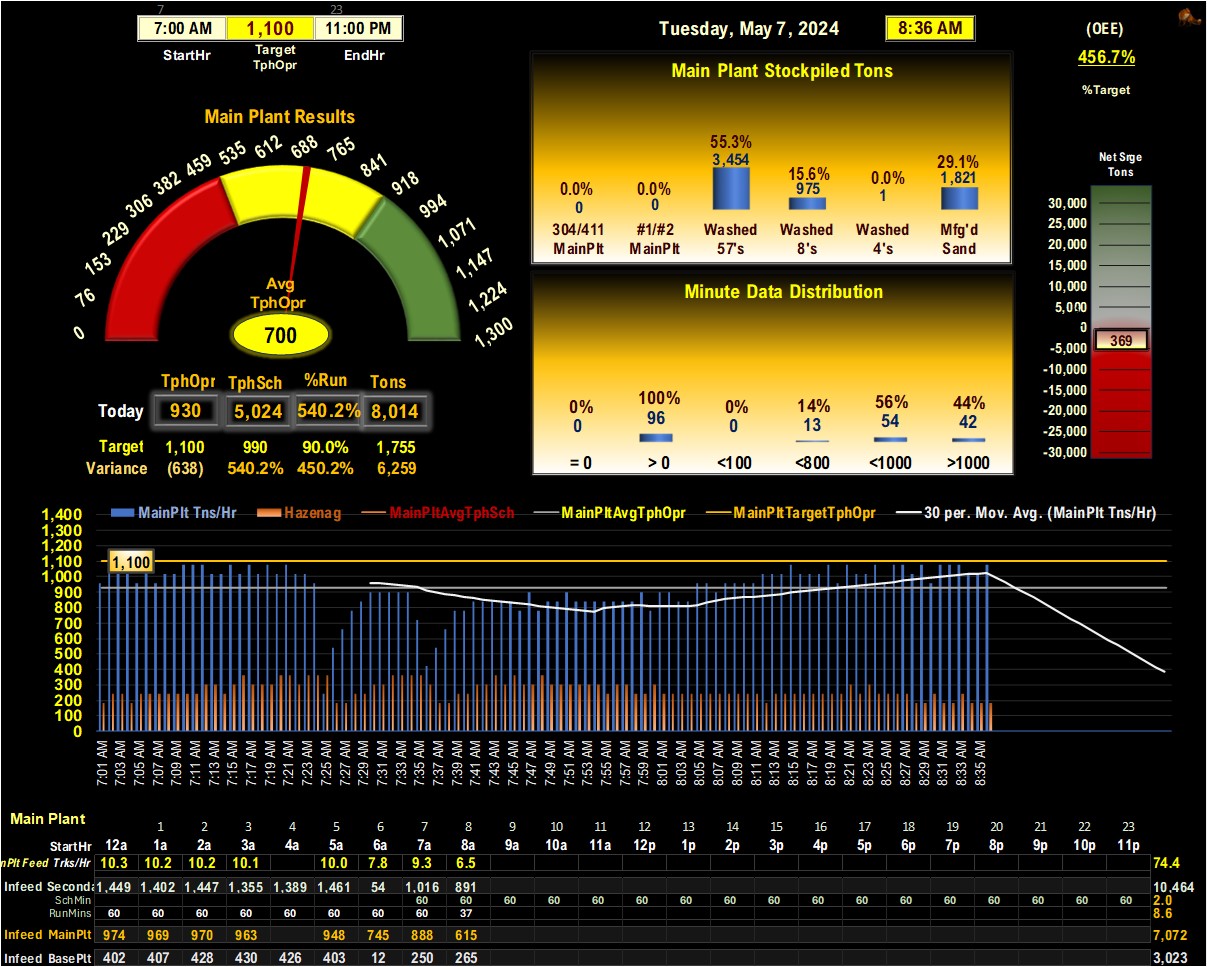 7 23
7:00 AM 1,100 11:00 PM
StartHr Target TphOpr EndHr
Tuesday, May 7, 2024 8:36 AM
(OEE)
456.7%
%Target
Main Plant Results
0 76 153 229 306 382 459 535 612 688 765 841 918 994 1,071 1,147 1,224 1,300
Avg
TphOpr
700
TphOpr TphSch %Run Tons
Today 930 5,024 540.2% 8,014
Target 1,100 990 90.0% 1,755
Variance (638) 540.2% 450.2% 6,259
Main Plant Stockpiled Tons
0.0% 0.0% 55.3% 15.6% 0.0% 29.1%
0 0 3,454 975 1 1,821
304/411 #1/#2 Washed Washed Washed Mfg'd
MainPlt MainPlt 57's 8's 4's Sand
Minute Data Distribution
0% 100% 0% 14% 56% 44%
0 96 0 13 54 42
= 0 > 0 <100 <800 <1000 >1000
Net Srge
Tons
30,000
25,000
20,000
15,000
10,000
5,000
0
-5,000
-10,000
-15,000
-20,000
-25,000
-30,000
369
MainPlt Tns/Hr Hazenag MainPltAvgTphSch MainPltAvgTphOpr MainPltTargetTphOpr 30 per. Mov. Avg. (MainPlt Tns/Hr)
1,400
1,300
1,200
1,100
1,000
900
800
700
600
500
400
300
200
100
0
1,100
7:01 AM 7:03 AM 7:05 AM 7:07 AM 7:09 AM 7:11 AM 7:13 AM 7:15 AM 7:17 AM 7:19 AM 7:21 AM 7:23 AM 7:25 AM 7:27 AM 7:29 AM 7:31 AM 7:33 AM 7:35 AM 7:37 AM 7:39 AM 7:41 AM 7:43 AM 7:45 AM 7:47 AM 7:49 AM 7:51 AM 7:53 AM 7:55 AM 7:57 AM 7:59 AM 8:01 AM 8:03 AM 8:05 AM 8:07 AM 8:09 AM 8:11 AM 8:13 AM 8:15 AM 8:17 AM 8:19 AM 8:21 AM 8:23 AM 8:25 AM 8:27 AM 8:29 AM 8:31 AM 8:33 AM 8:35 AM
Main Plant
1 2 3 4 5 6 7 8 9 10 11 12 13 14 15 16 17 18 19 20 21 22 23
StartHr 12a 1a 2a 3a 4a 5a 6a 7a 8a 9a 10a 11a 12p 1p 2p 3p 4p 5p 6p 7p 8p 9p 10p 11p
nPlt Feed Trks/Hr 10.3 10.2 10.2 10.1 10.0 7.8 9.3 6.5 74.4
Infeed Seconda 1,449 1,402 1,447 1,355 1,389 1,461 54 1,016 891 10,464
SchMin 60 60 60 60 60 60 60 60 60 60 60 60 60 60 60 60 60 2.0
RunMins 60 60 60 60 60 60 60 60 37 8.6
Infeed MainPlt 974 969 970 963 948 745 888 615 7,072
Infeed BasePlt 402 407 428 430 426 403 12 250 265 3,023